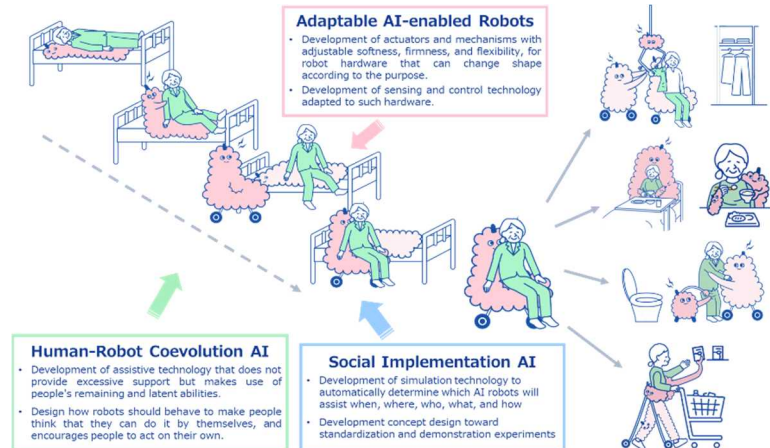 Adaptable AI-enabled Robots
• Development of actuators and mechanisms with
adjustable softness, firmness, and flexibility, for
robot hardware that can change shape
according to the purpose.
• Development of sensing and control technology
adapted to such hardware.
Human-Robot Coevolution AI
• Development of assistive technology that does not
provide excessive support but makes use of
people's remaining and latent abilities.
• Design how robots should behave to make people
think that they can do it by themselves, and
encourages people to act on their own.
Social Implementation AI
• Development of simulation technology to
automatically determine which AI robots will
assist when, where, who, what, and how
• Development concept design toward
standardization and demonstration experiments